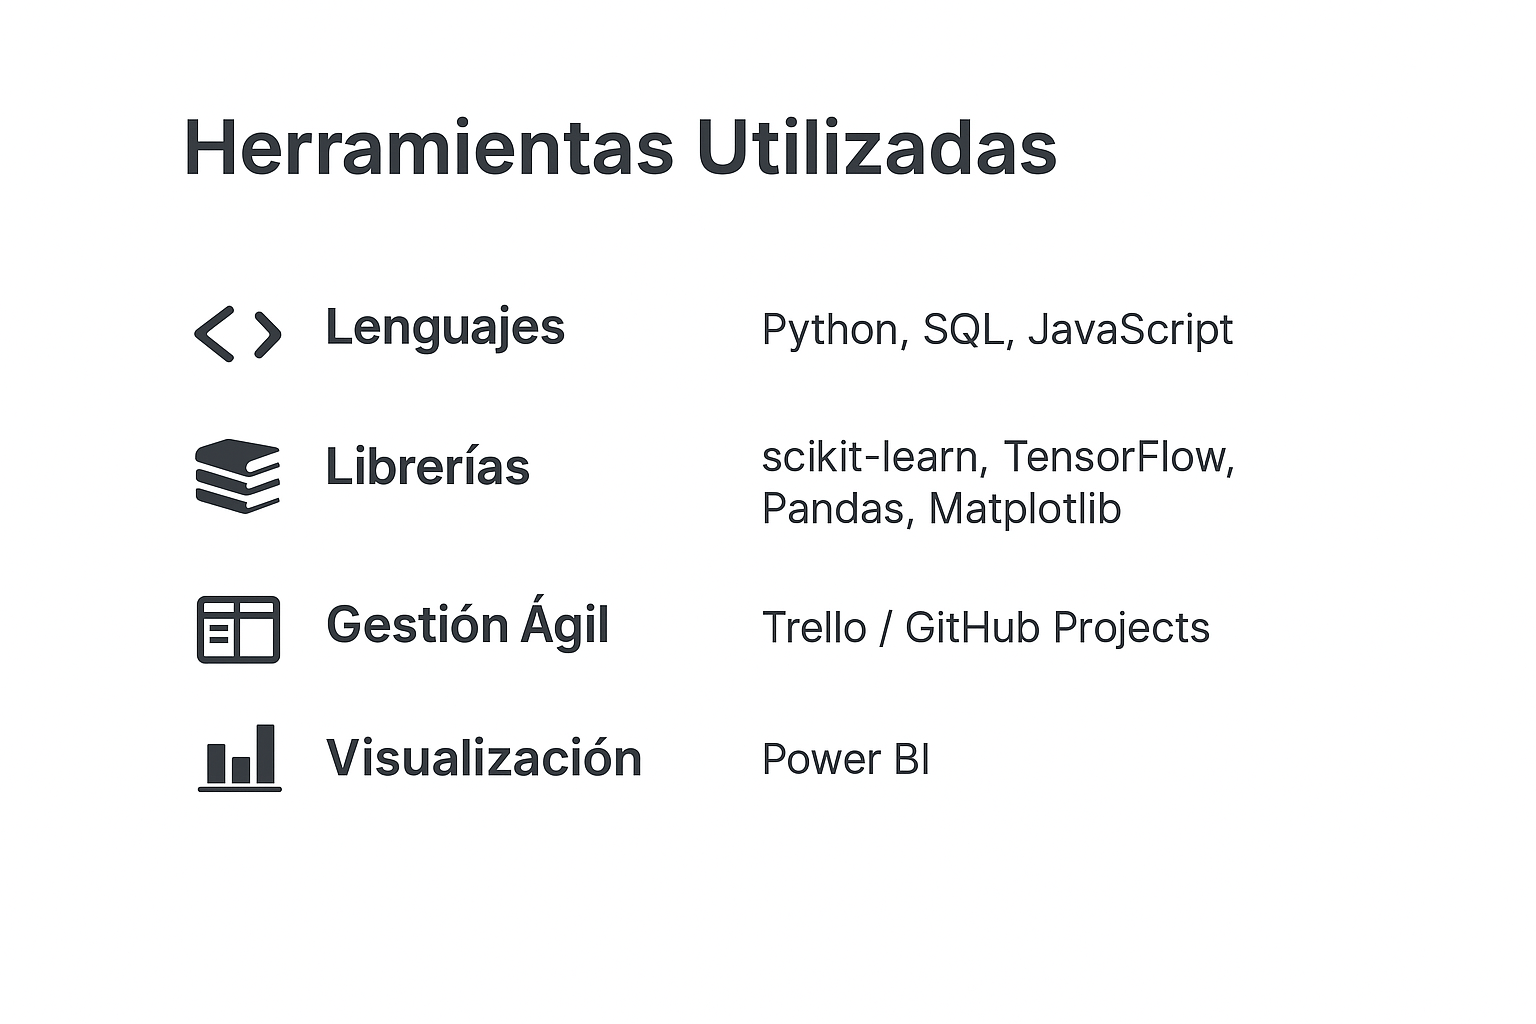 Herramientas Utilizadas
Lenguajes
Python, SQL, JavaScript
Librerías
scikit-learn, TensorFlow,
Pandas, Matplotlib
Gestión Ágil
Trello / GitHub Projects
Visualización
Power BI